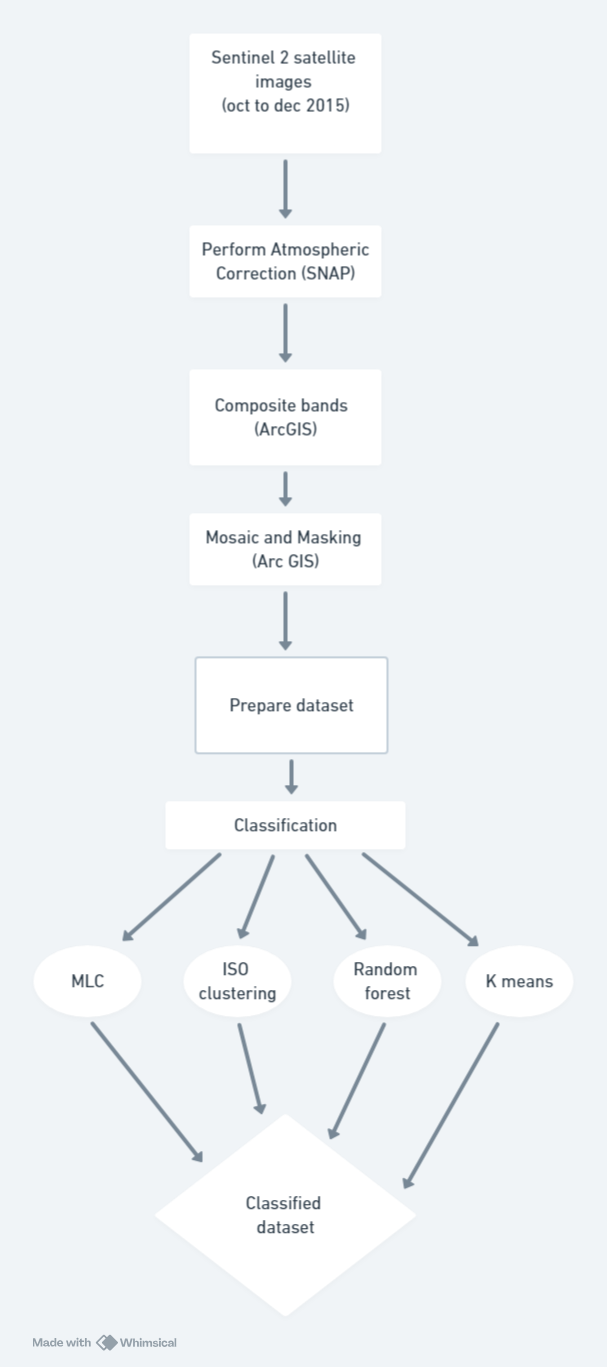 Sentinel 2 satellite
images
(oct to dec 2015)
Perform Atmospheric
Correction (SNAP)
Composite bands
(ArcGIS)
Mosaic and Masking
(Arc GIS)
Prepare dataset
Classification
MLC
ISO
clustering
Random
forest
K means
Classified
dataset
Made with Whimsical